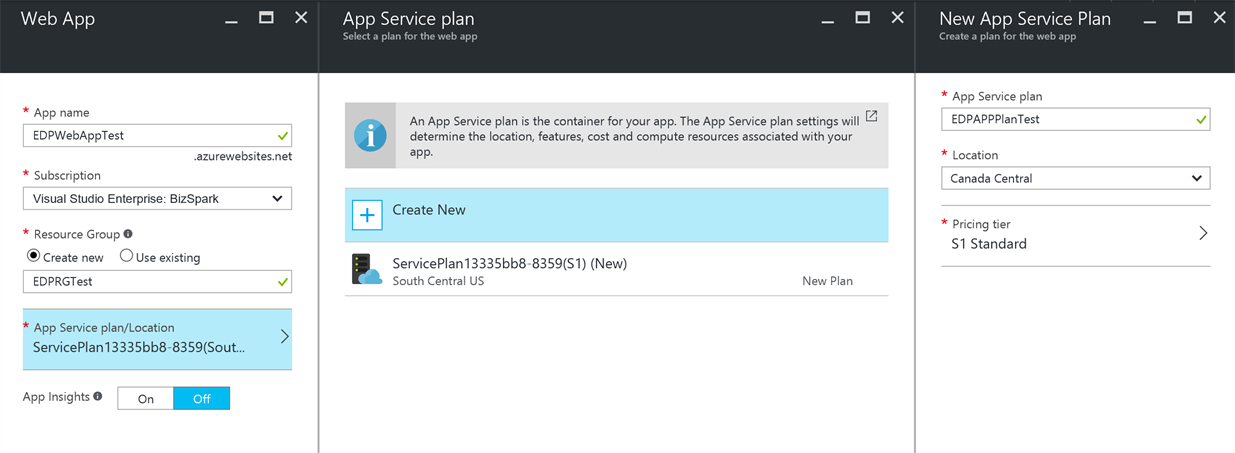 Web App
* App name
EDPWebAppTest
.azurewebsites.net
* Subscription
Visual Studio Enterprise: BizSpark
* Resource Group
Create new
Use existing
EDPRGTest
* App Service plan/Location
ServicePlan13335bb8-8359(Sout...
App Insights
On
Off
App Service plan
Select a plan for the web app
An App Service plan is the container for your app. The App Service plan settings will
determine the location, features, cost and compute resources associated with your
app.
Create New
ServicePlan13335bb8-8359(S1) (New)
South Central US
New Plan
New App Service Plan
Create a plan for the web app
* App Service plan
EDPAPPPlanTest
* Location
Canada Central
* Pricing tier
S1 Standard